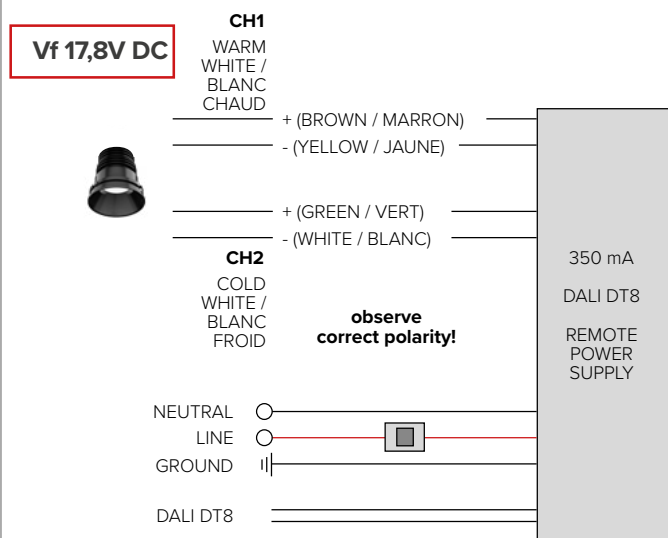 Vf 17,8V DC
CH1
WARM
WHITE /
BLANC
CHAUD
+ (BROWN / MARRON)
- (YELLOW / JAUNE)
+ (GREEN / VERT)
- (WHITE / BLANC)
CH2
COLD
WHITE /
BLANC
FROID
observe
correct polarity!
350 mA
DALI DT8
REMOTE
POWER
SUPPLY
NEUTRAL
LINE
GROUND
DALI DT8